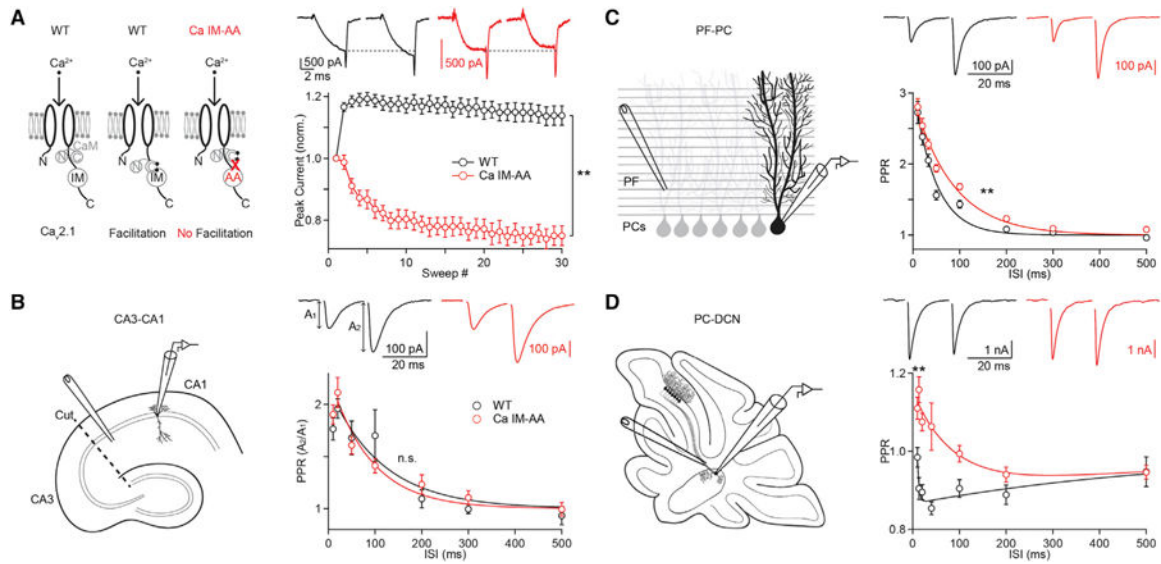 A
WT
WT
Ca IM-AA
Ca²⁺
Ca²⁺
Ca²⁺
CaM
N
N
C
IM
C
N
N
C
IM
C
N
N
C
AA
C
Caᵥ2.1
Facilitation
No Facilitation
500 pA
2 ms
500 pA
Peak Current (norm.)
1.2
1.0
0.8
WT
Ca IM-AA
**
0
10
20
30
Sweep #
B
CA3-CA1
CA1
Cut
CA3
A₁
A₂
100 pA
20 ms
100 pA
PPR (A₂/A₁)
2
1
WT
Ca IM-AA
n.s.
0
100
200
300
400
500
ISI (ms)
C
PF-PC
PF
PCs
100 pA
20 ms
100 pA
PPR
3
2
1
**
0
100
200
300
400
500
ISI (ms)
D
PC-DCN
1 nA
20 ms
1 nA
**
PPR
1.2
1.0
0.8
0
100
200
300
400
500
ISI (ms)